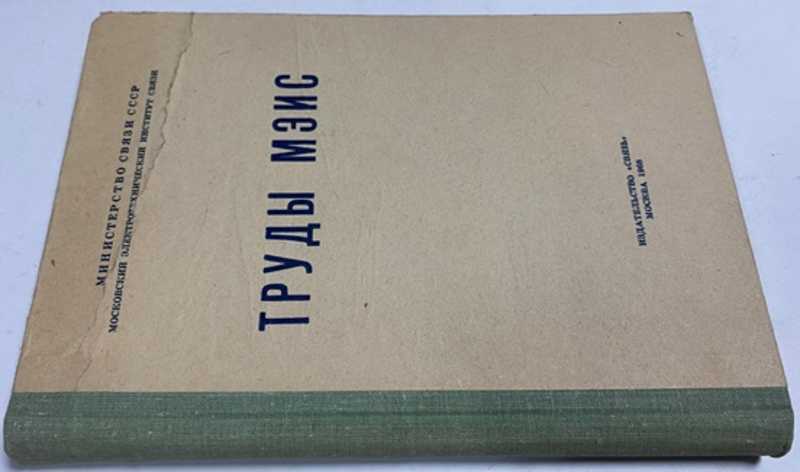 МИНИСТЕРСТВО СВЯЗИ СССР
МОСКОВСКИЙ ЭЛЕКТРОТЕХНИЧЕСКИЙ ИНСТИТУТ СВЯЗИ
ТРУДЫ МЭИС
ИЗДАТЕЛЬСТВО «СВЯЗЬ»
МОСКВА